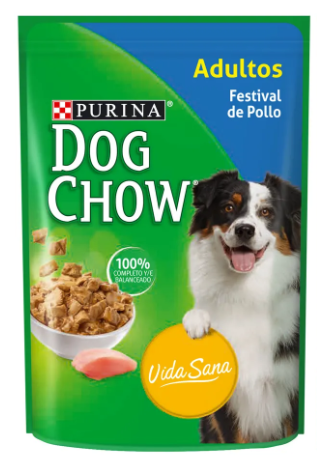 Adultos
Festival
de Pollo
PURINA®
DOG
CHOW
100%
COMPLETO Y/E
BALANCEADO
Vida Sana